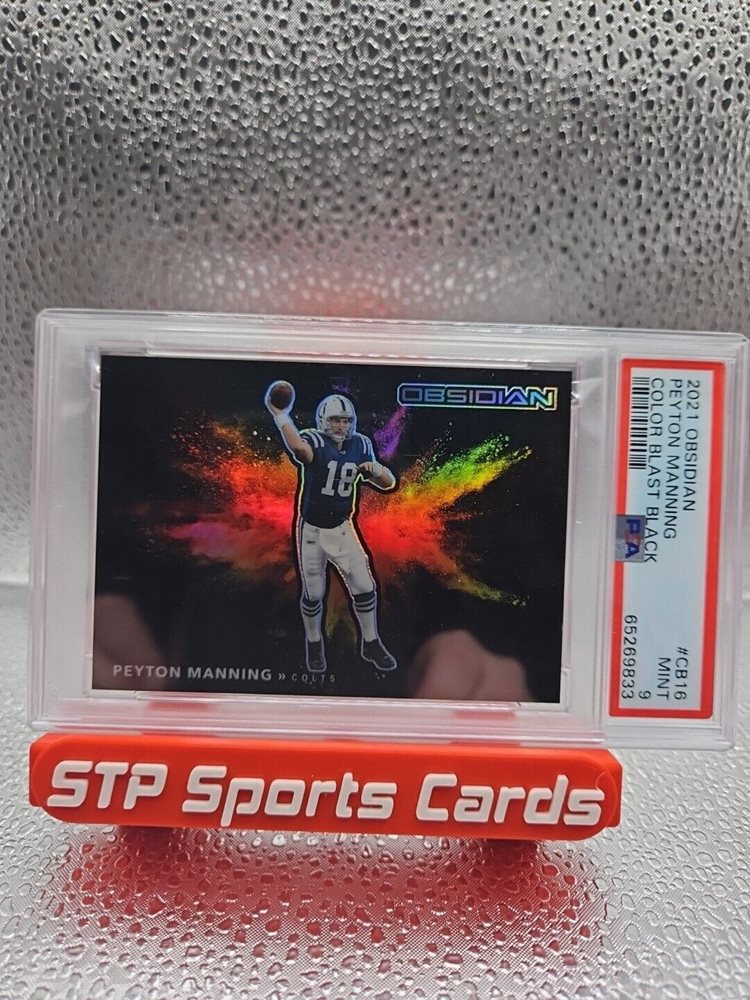 OBSIDIAN
18
PEYTON MANNING » COLTS
2021 OBSIDIAN
PEYTON MANNING
COLOR BLAST BLACK
#CB16
MINT
9
65269833
PSA
STP Sports Cards